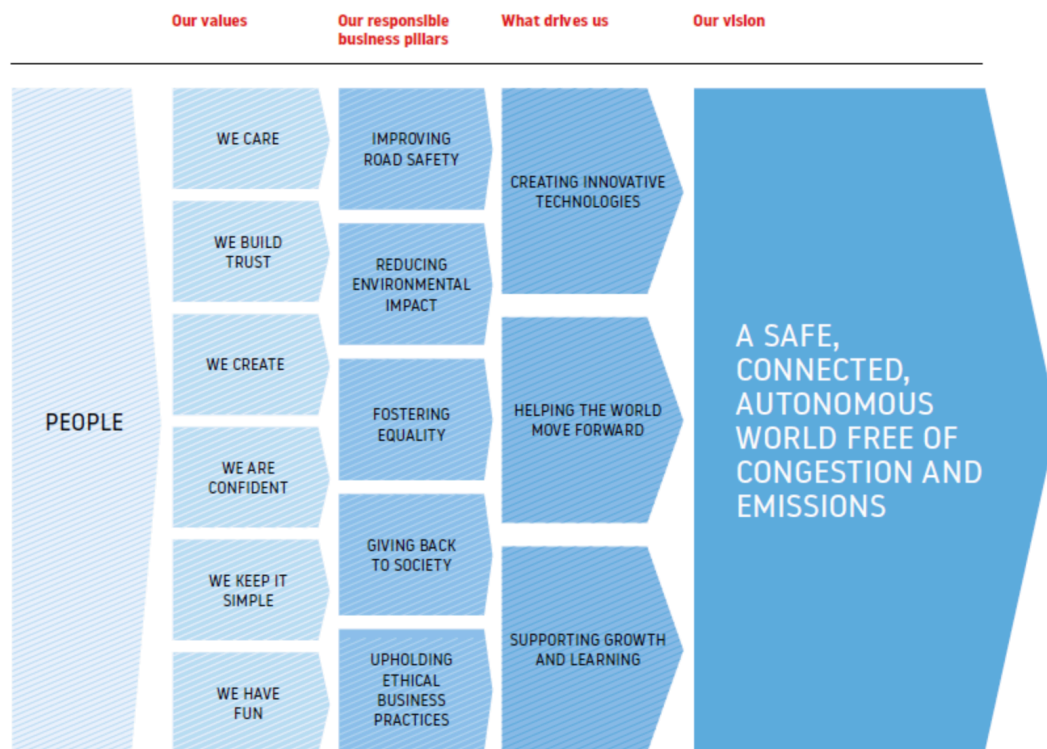 Our values
Our responsible
business pillars
What drives us
Our vision
PEOPLE
WE CARE
WE BUILD
TRUST
WE CREATE
WE ARE
CONFIDENT
WE KEEP IT
SIMPLE
WE HAVE
FUN
IMPROVING
ROAD SAFETY
REDUCING
ENVIRONMENTAL
IMPACT
FOSTERING
EQUALITY
GIVING BACK
TO SOCIETY
UPHOLDING
ETHICAL
BUSINESS
PRACTICES
CREATING INNOVATIVE
TECHNOLOGIES
HELPING THE WORLD
MOVE FORWARD
SUPPORTING GROWTH
AND LEARNING
A SAFE,
CONNECTED,
AUTONOMOUS
WORLD FREE OF
CONGESTION AND
EMISSIONS